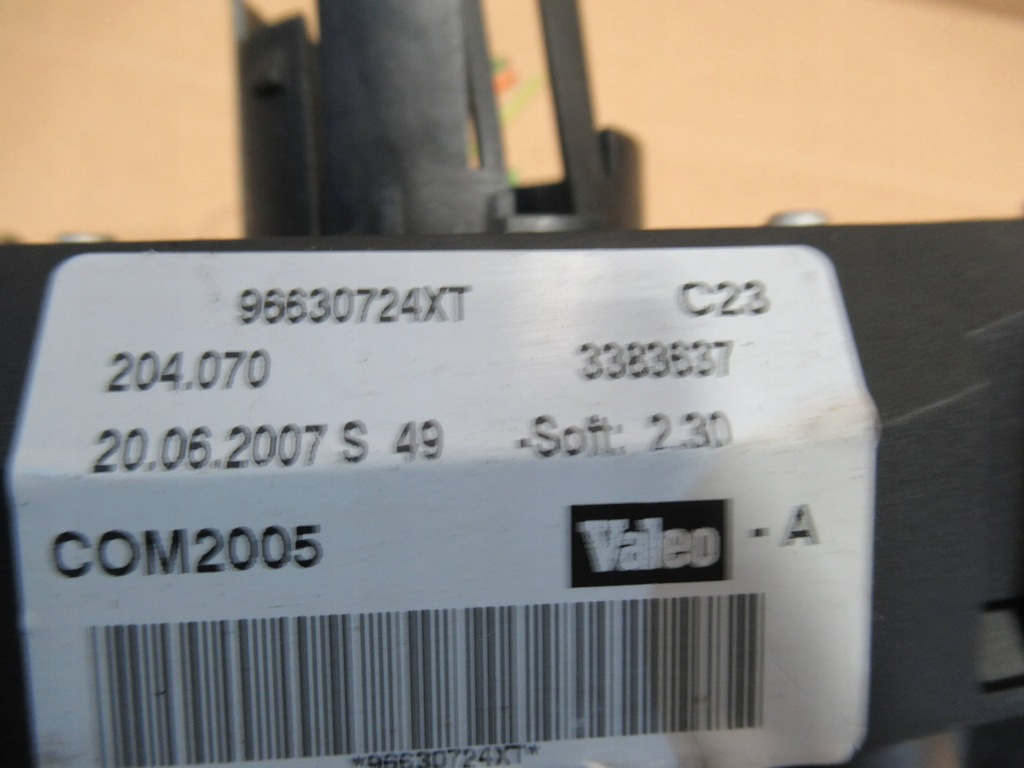 96630724XT C23
204.070 3383637
20.06.2007 S 49 -Soft: 2.30
COM2005 Valeo - A
*96630724XT*